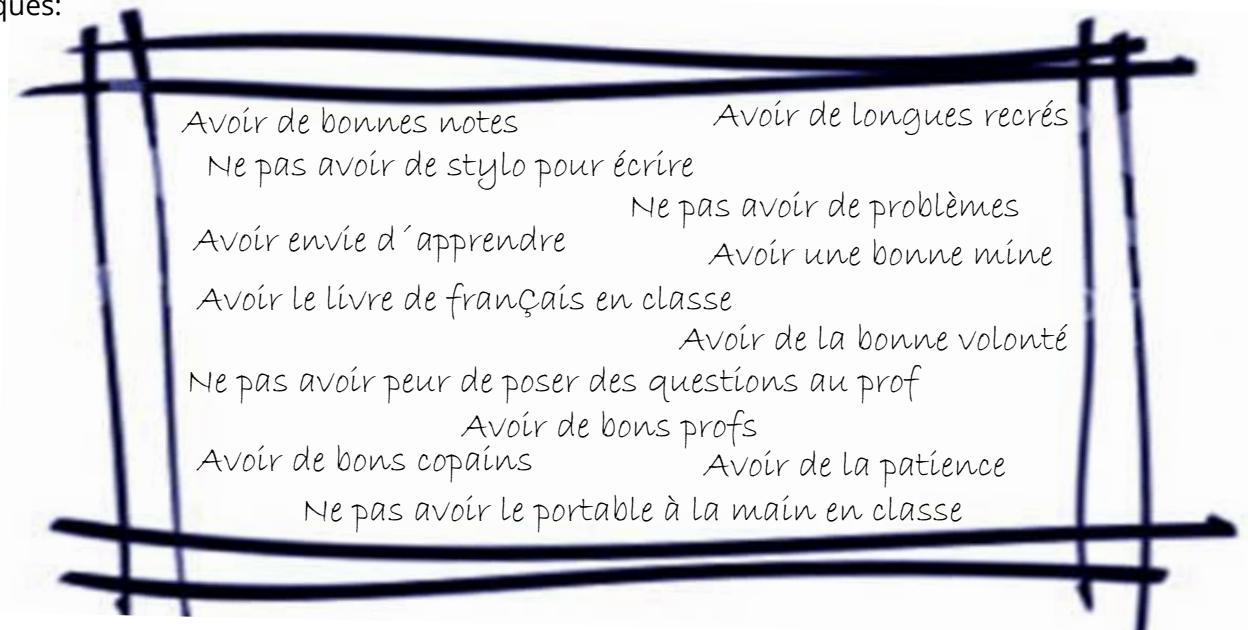 ques:
Avoir de bonnes notes
Avoir de longues recrés
Ne pas avoir de stylo pour écrire
Ne pas avoir de problèmes
Avoir envie d´apprendre
Avoir une bonne mine
Avoir le livre de franÇais en classe
Avoir de la bonne volonté
Ne pas avoir peur de poser des questions au prof
Avoir de bons profs
Avoir de bons copains
Avoir de la patience
Ne pas avoir le portable à la main en classe